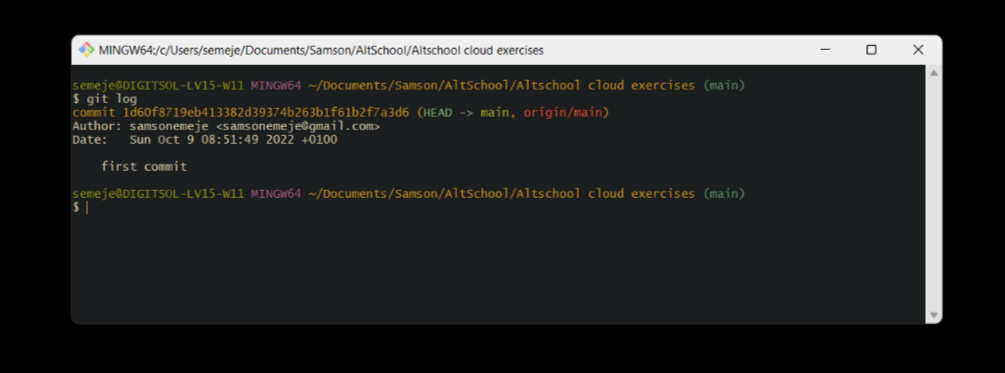 MINGW64:/c/Users/semeje/Documents/Samson/AltSchool/Altschool cloud exercises
semeje@DIGITSOL-LV15-W11 MINGW64 ~/Documents/Samson/AltSchool/Altschool cloud exercises (main)
$ git log
commit 1d60f8719eb413382d39374b263b1f61b2f7a3d6 (HEAD -> main, origin/main)
Author: samsonemeje <samsonemeje@gmail.com>
Date:   Sun Oct 9 08:51:49 2022 +0100
    first commit
semeje@DIGITSOL-LV15-W11 MINGW64 ~/Documents/Samson/AltSchool/Altschool cloud exercises (main)
$